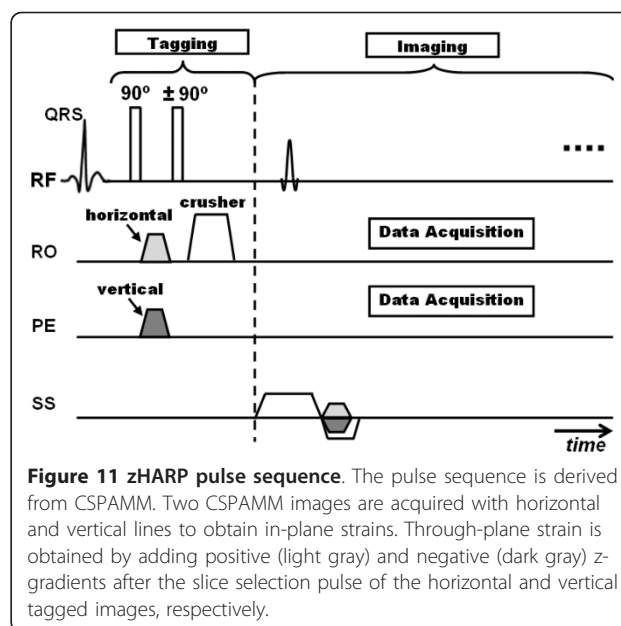 Tagging
Imaging
90º ± 90º
QRS
RF
....
horizontal
crusher
RO
Data Acquisition
vertical
PE
Data Acquisition
SS
time
Figure 11 zHARP pulse sequence. The pulse sequence is derived
from CSPAMM. Two CSPAMM images are acquired with horizontal
and vertical lines to obtain in-plane strains. Through-plane strain is
obtained by adding positive (light gray) and negative (dark gray) z-
gradients after the slice selection pulse of the horizontal and vertical
tagged images, respectively.